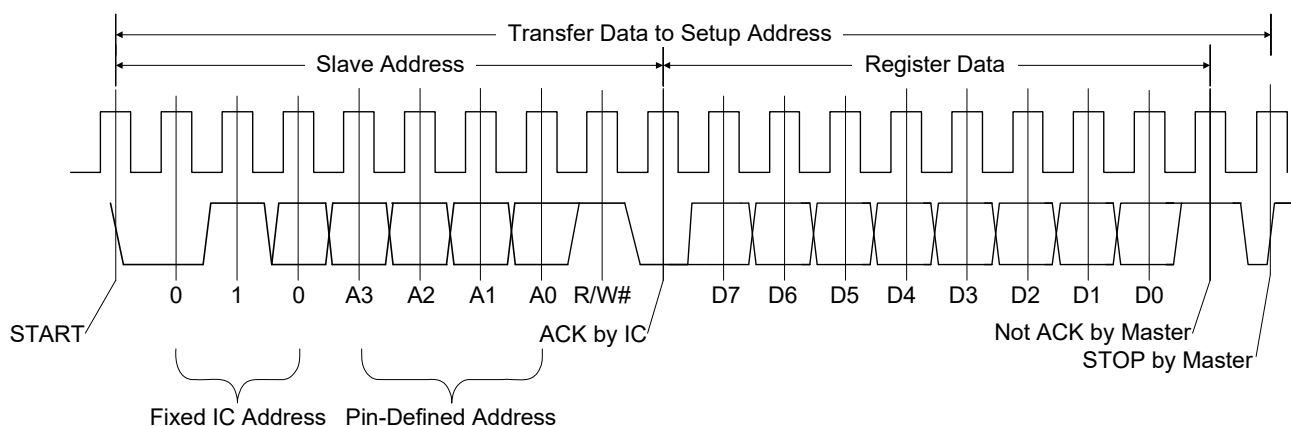 Transfer Data to Setup Address
Slave Address Register Data
0 1 0 A3 A2 A1 A0 R/W# D7 D6 D5 D4 D3 D2 D1 D0
START ACK by IC Not ACK by Master
STOP by Master
Fixed IC Address Pin-Defined Address